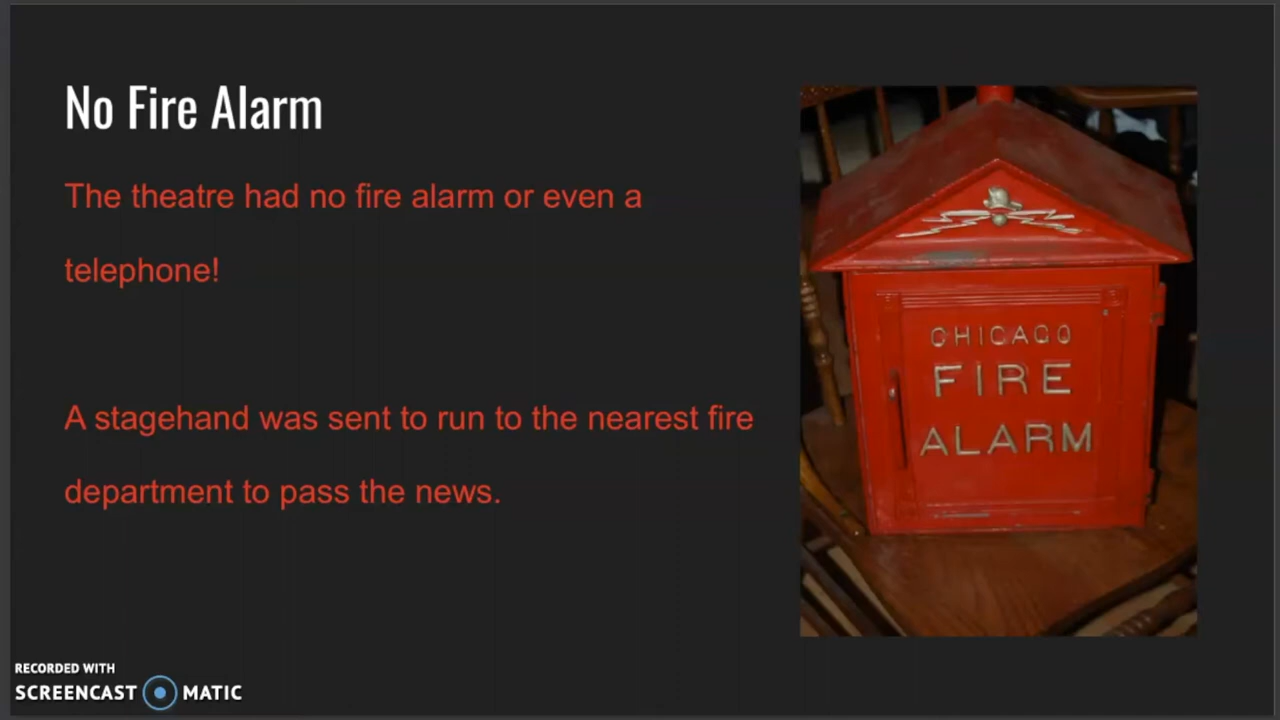 No Fire Alarm
The theatre had no fire alarm or even a
telephone!
A stagehand was sent to run to the nearest fire
department to pass the news.
CHICAGO
FIRE
ALARM
RECORDED WITH
SCREENCAST MATIC